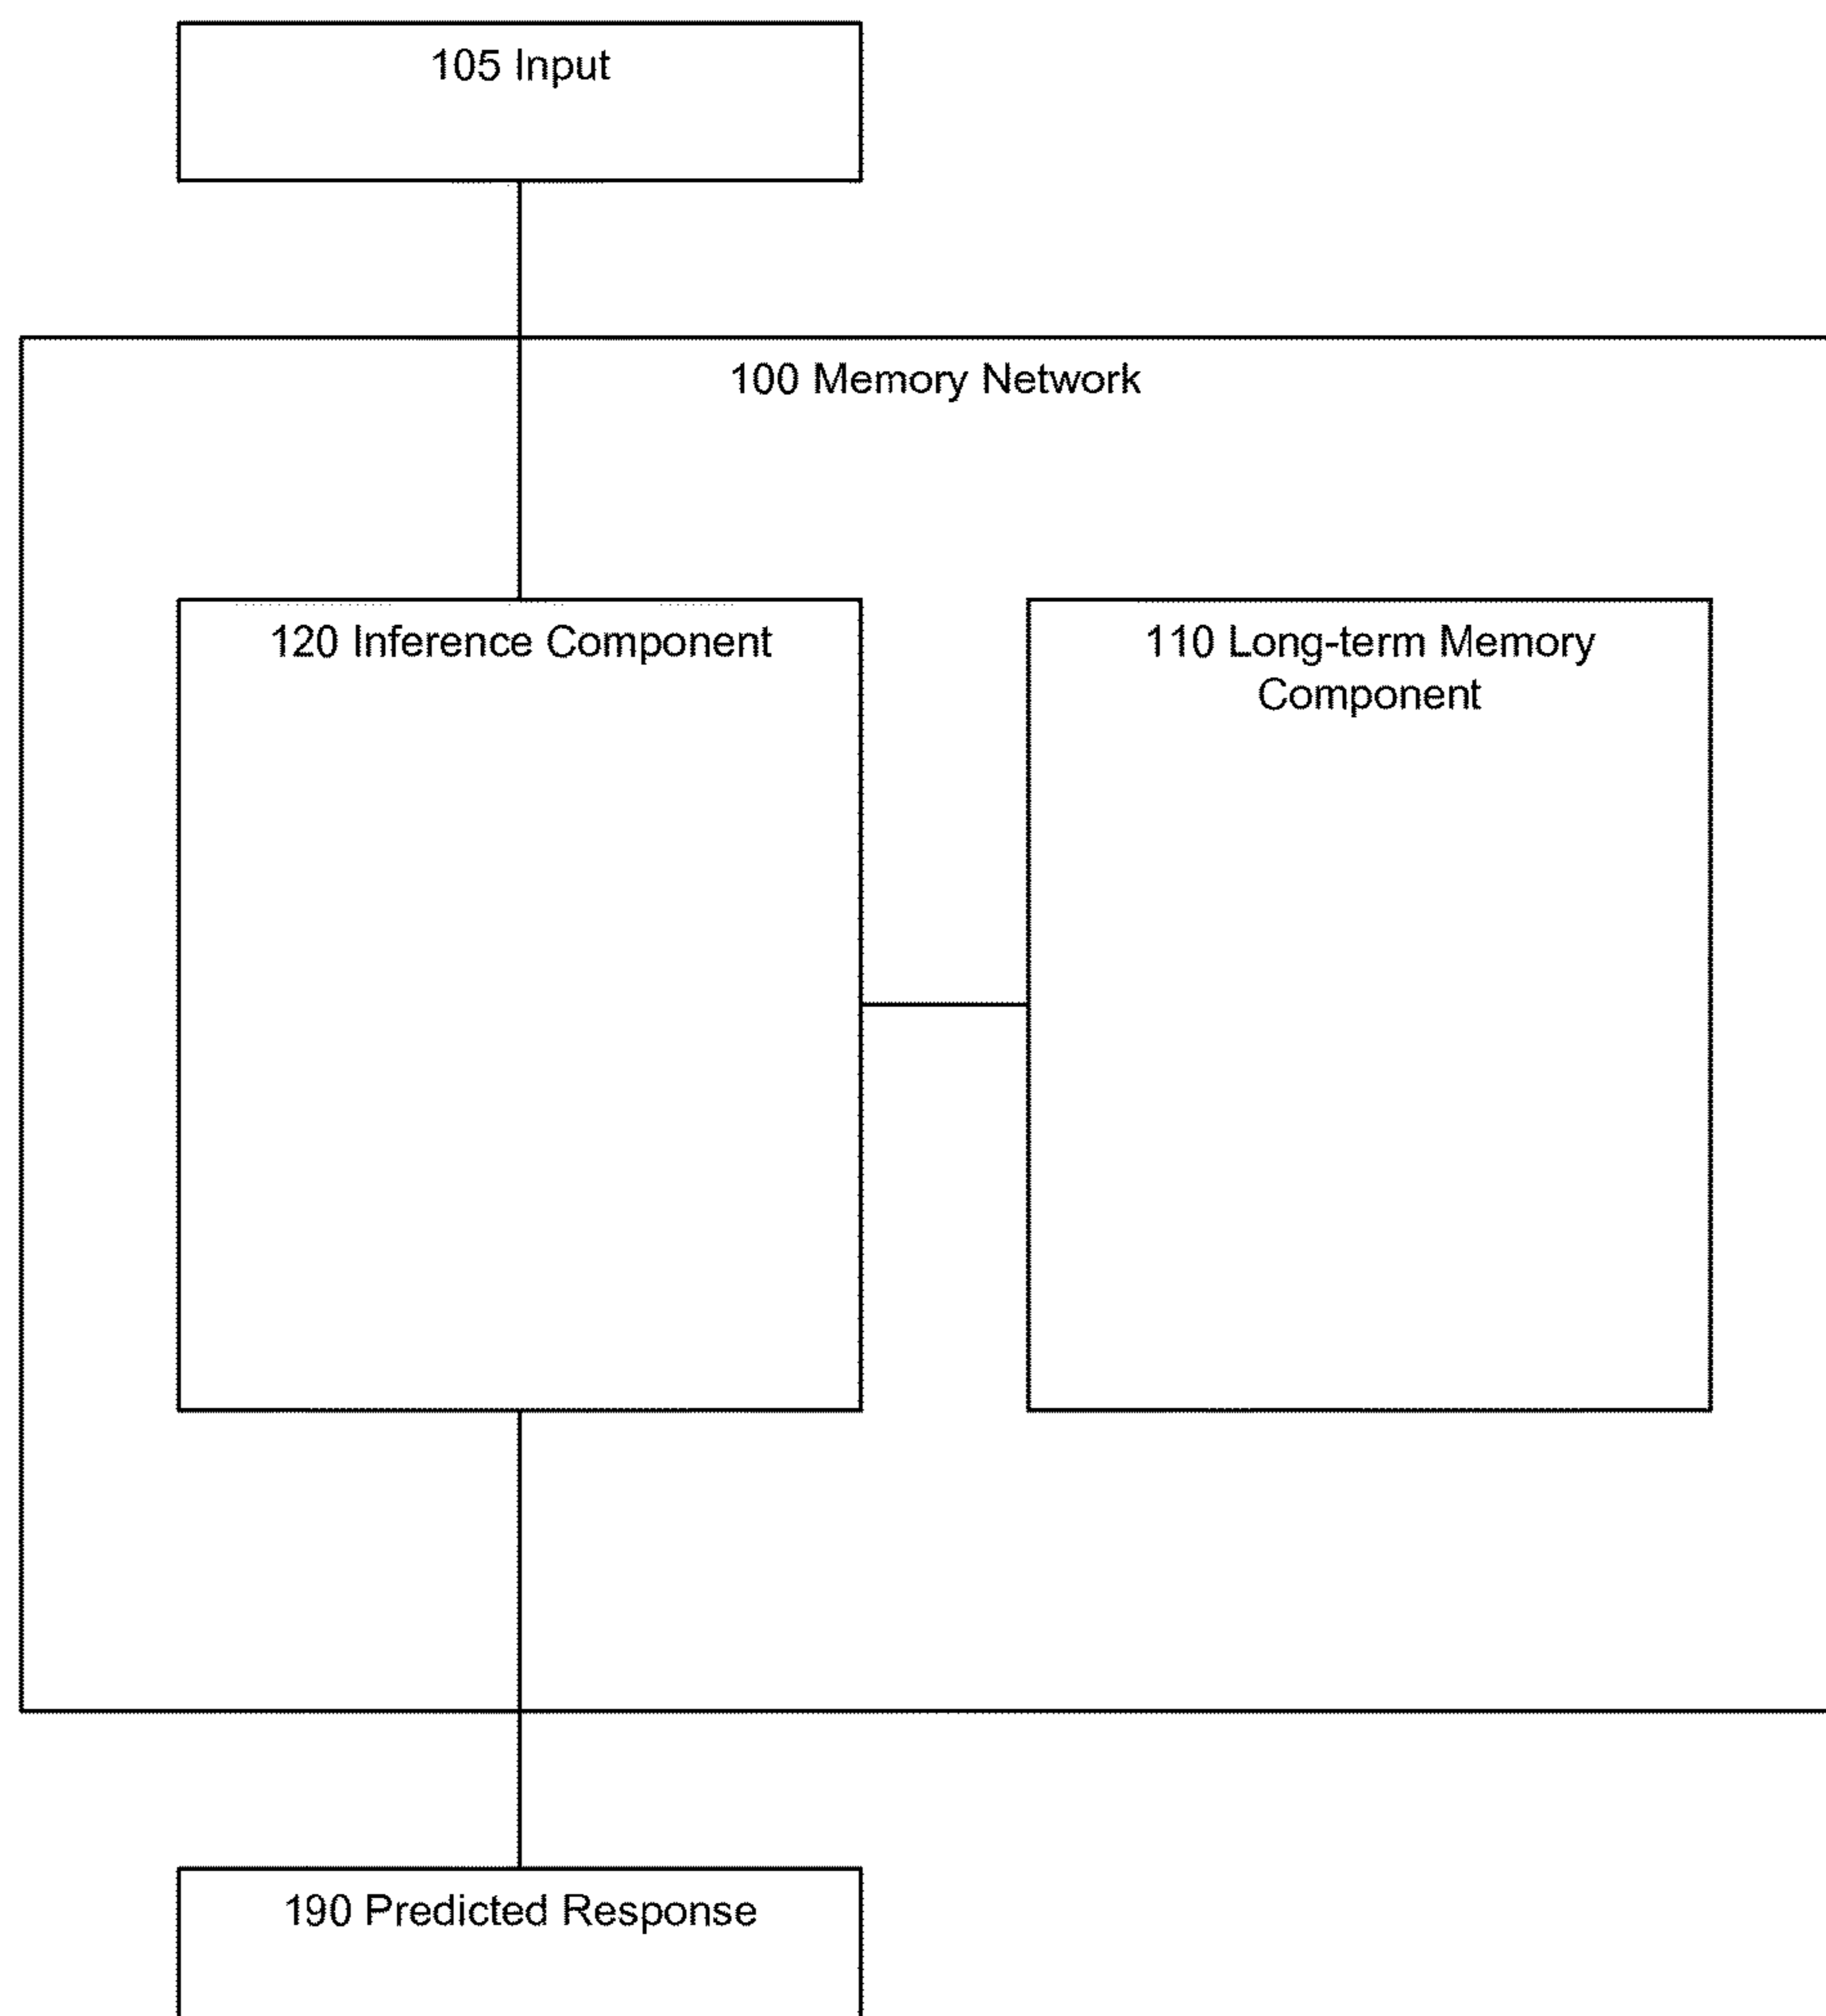 105 Input
100 Memory Network
120 Inference Component
110 Long-term Memory
Component
190 Predicted Response